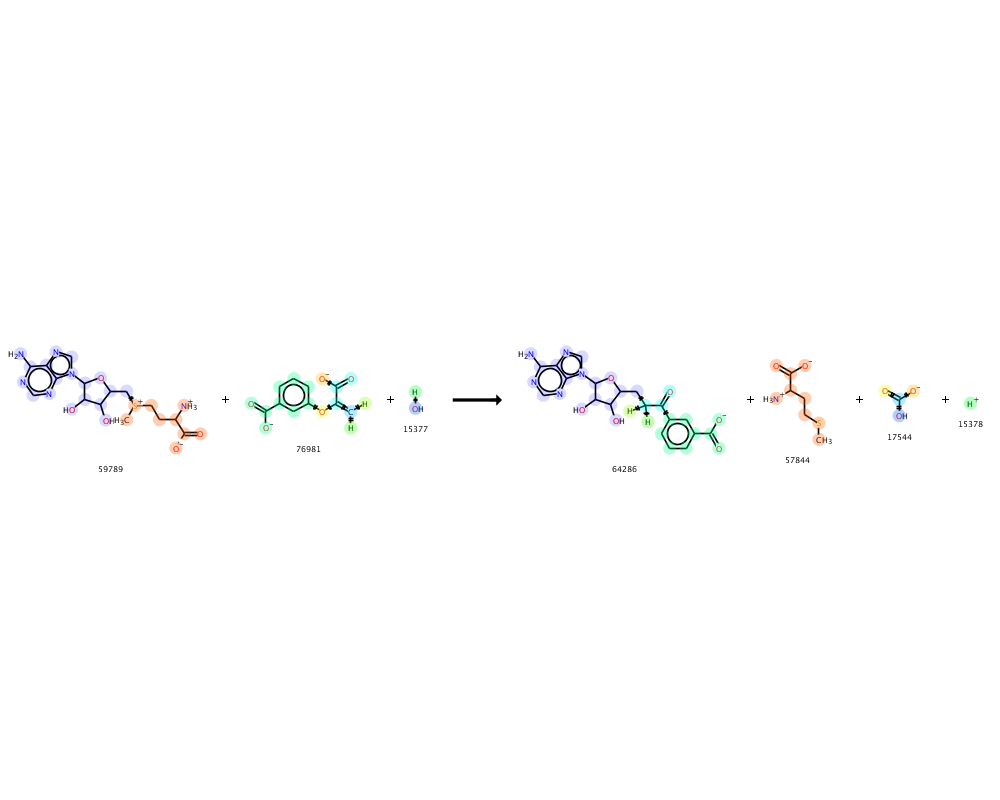 H₂N N N N N O HO OH S⁺ H₃C NH₃⁺ O O⁻
59789
+
O O⁻ O O⁻ O C H H
76981
+
H OH
15377
H₂N N N N N O HO OH H H O O⁻ O
64286
+
O O⁻ H₃N⁺ S CH₃
57844
+
O O⁻ OH
17544
+
H⁺
15378